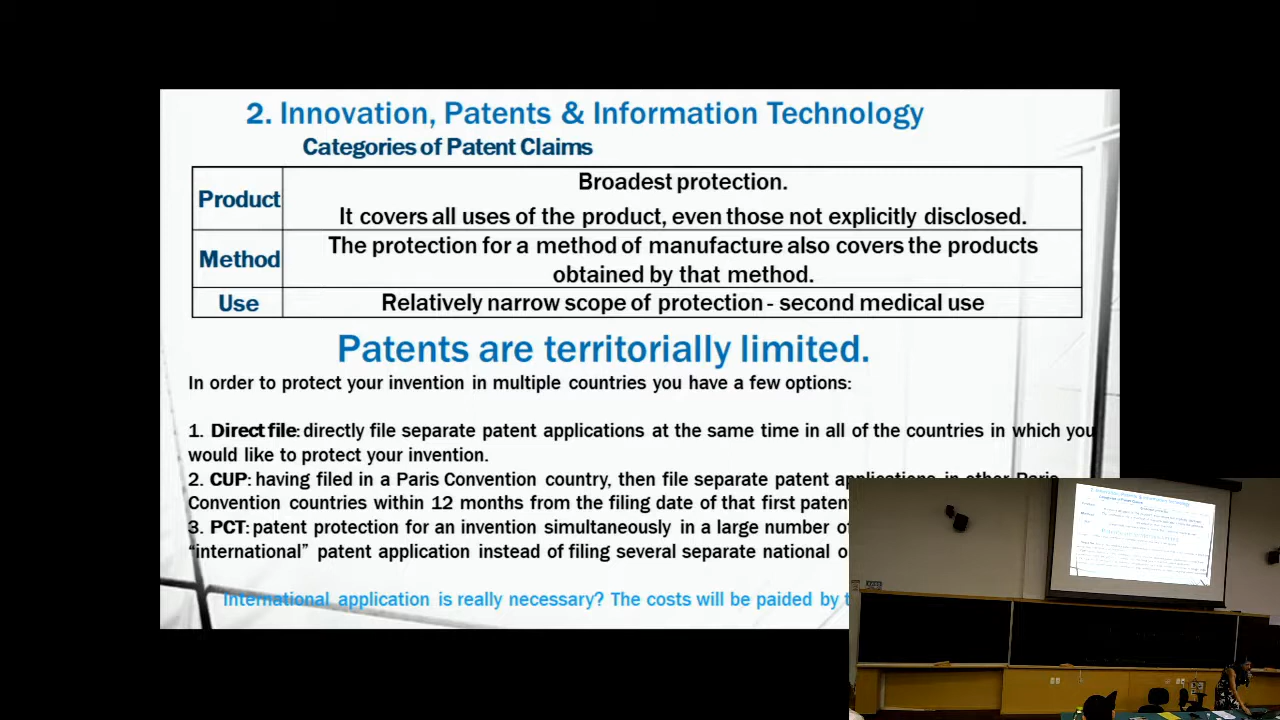 2. Innovation, Patents & Information Technology
Categories of Patent Claims
Product
Broadest protection.
It covers all uses of the product, even those not explicitly disclosed.
Method
The protection for a method of manufacture also covers the products
obtained by that method.
Use
Relatively narrow scope of protection - second medical use
Patents are territorially limited.
In order to protect your invention in multiple countries you have a few options:
1. Direct file: directly file separate patent applications at the same time in all of the countries in which you
would like to protect your invention.
2. CUP: having filed in a Paris Convention country, then file separate patent applications in other Paris
Convention countries within 12 months from the filing date of that first patent
3. PCT: patent protection for an invention simultaneously in a large number of
“international” patent application instead of filing several separate national o
International application is really necessary? The costs will be paided by